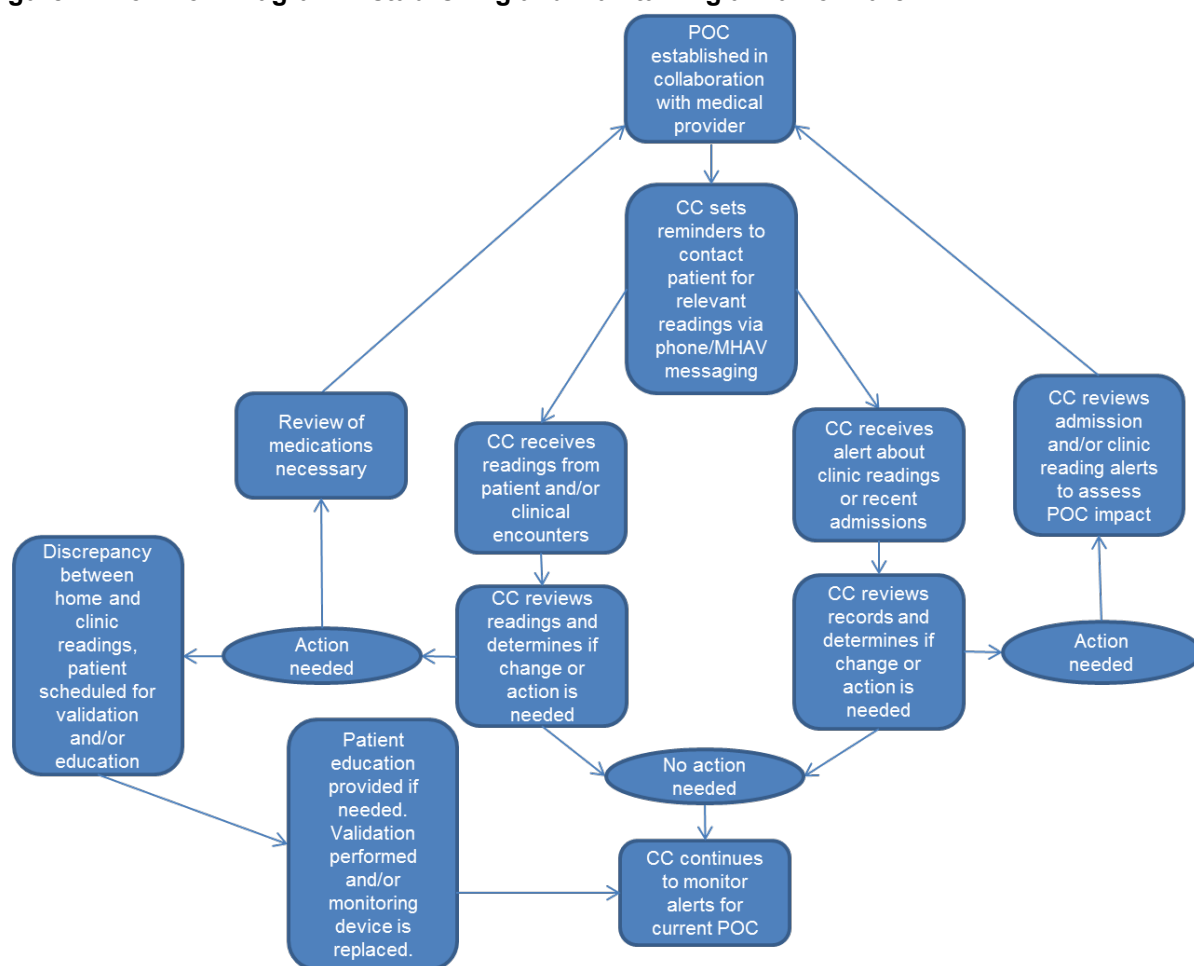 POC
established in
collaboration
with medical
provider
CC sets
reminders to
contact
patient for
relevant
readings via
phone/MHAV
messaging
Review of
medications
necessary
CC receives
readings from
patient and/or
clinical
encounters
CC receives
alert about
clinic readings
or recent
admissions
CC reviews
admission
and/or clinic
reading alerts
to assess
POC impact
Discrepancy
between
home and
clinic
readings,
patient
scheduled for
validation
and/or
education
Action
needed
CC reviews
readings and
determines if
change or
action is
needed
CC reviews
records and
determines if
change or
action is
needed
Action
needed
Patient
education
provided if
needed.
Validation
performed
and/or
monitoring
device is
replaced.
No action
needed
CC continues
to monitor
alerts for
current POC